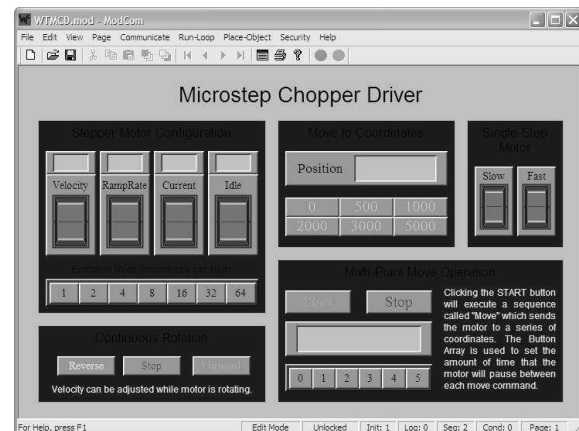 WTMCD.mod - ModCom
File Edit View Page Communicate Run-Loop Place-Object Security Help
Microstep Chopper Driver
Stepper Motor Configuration
Velocity RampRate Current Idle
1 2 4 8 16 32 64
Continuous Rotation
Reverse Stop Forward
Velocity can be adjusted while motor is rotating.
Move to Coordinates
Position
0 500 1000
2000 3000 5000
Single-Step
Motor
Slow Fast
Multi-Point Move Operation
Stop
0 1 2 3 4 5
Clicking the START button
will execute a sequence
called "Move" which sends
the motor to a series of
coordinates. The Button
Array is used to set the
amount of time that the
motor will pause between
each move command.
For Help, press F1 Edit Mode Unlocked Init: 1 Log: 0 Seq: 2 Cond: 0 Page: 1